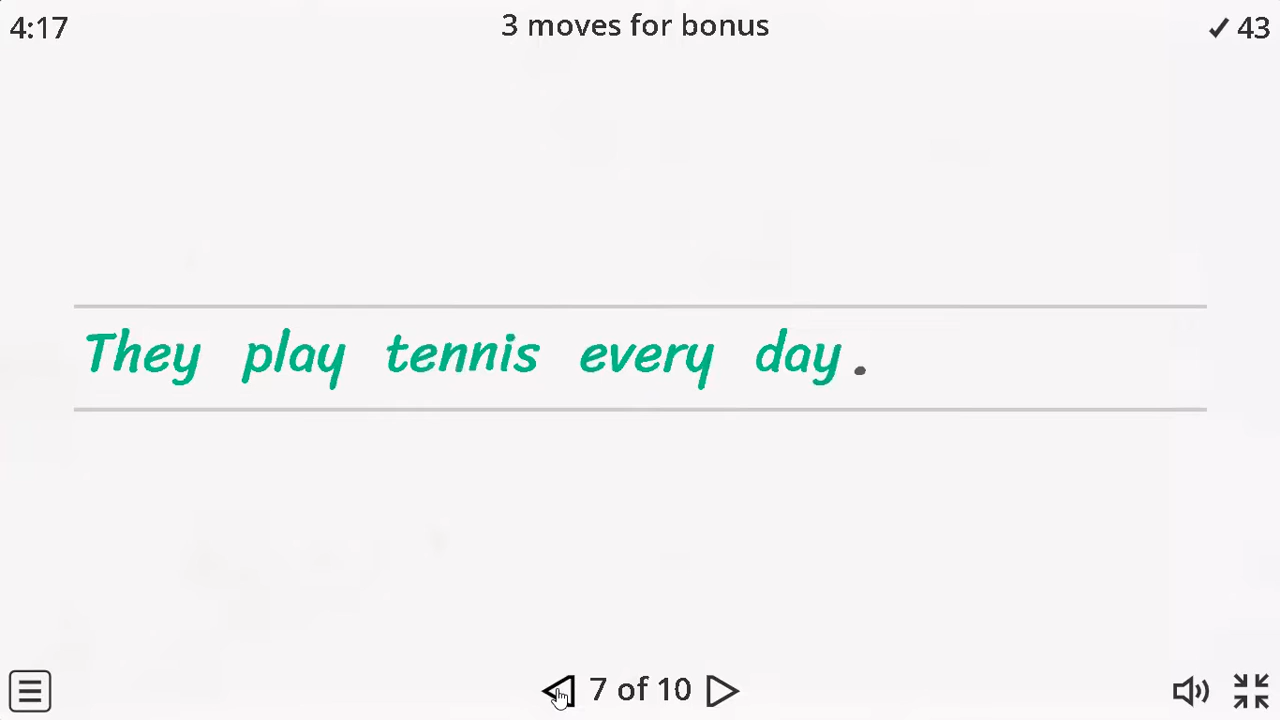 4:17 3 moves for bonus ✓ 43
They play tennis every day.
7 of 10